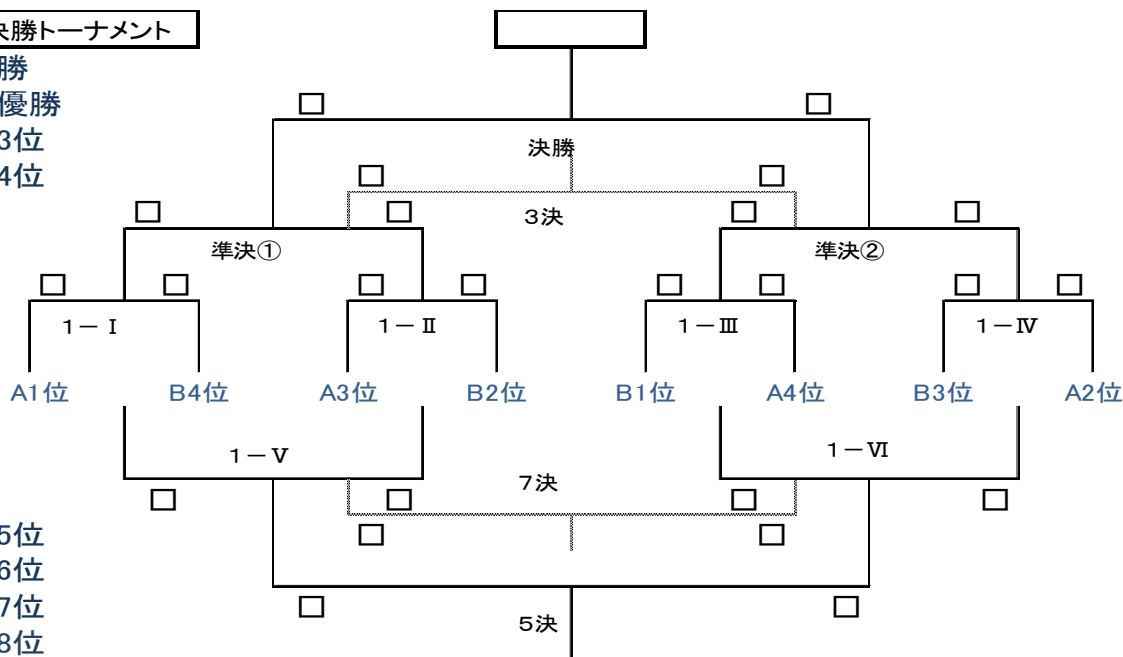 決勝トーナメント
勝
優勝
3位
4位
決勝
3決
準決①
準決②
1-Ⅰ
1-Ⅱ
1-Ⅲ
1-Ⅳ
A1位
B4位
A3位
B2位
B1位
A4位
B3位
A2位
1-Ⅴ
1-Ⅵ
7決
5位
6位
7位
8位
5決